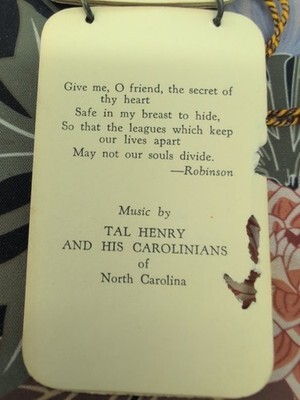 Give me, O friend, the secret of
thy heart
Safe in my breast to hide,
So that the leagues which keep
our lives apart
May not our souls divide.
—Robinson
Music by
TAL HENRY
AND HIS CAROLINIANS
of
North Carolina